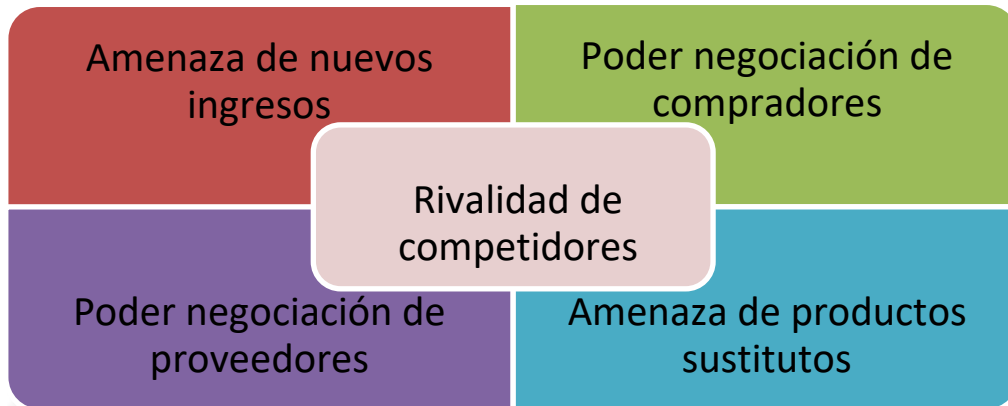 Amenaza de nuevos
ingresos
Poder negociación de
compradores
Rivalidad de
competidores
Poder negociación de
proveedores
Amenaza de productos
sustitutos